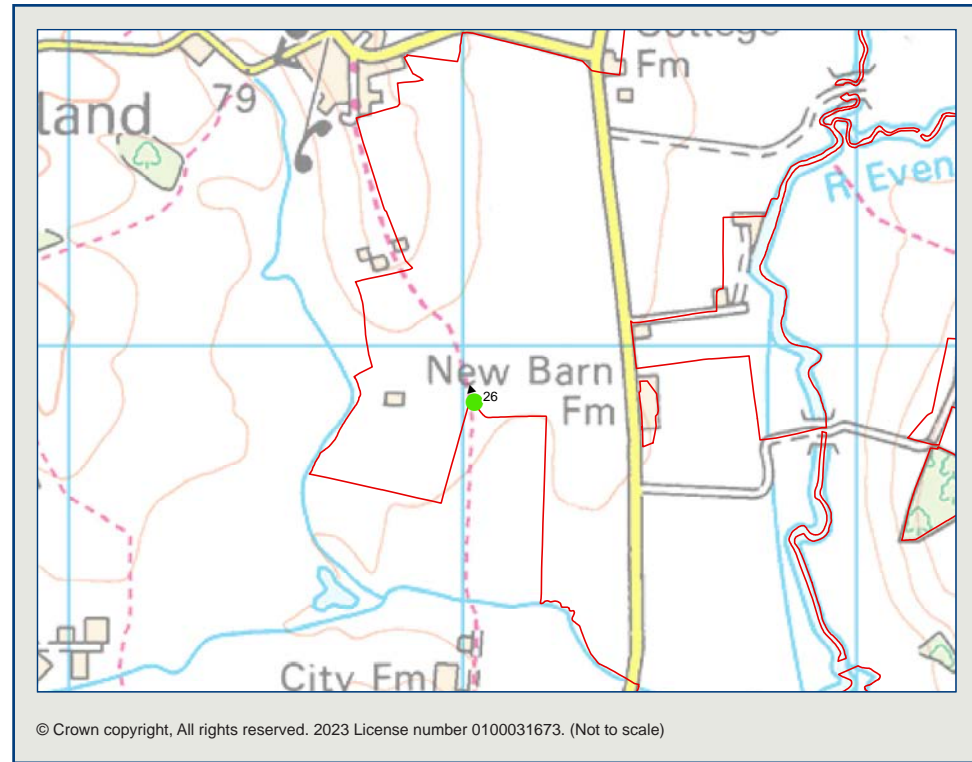 College
Fm
79
land
R Even
New Barn
Fm
26
City Fm
© Crown copyright, All rights reserved. 2023 License number 0100031673. (Not to scale)